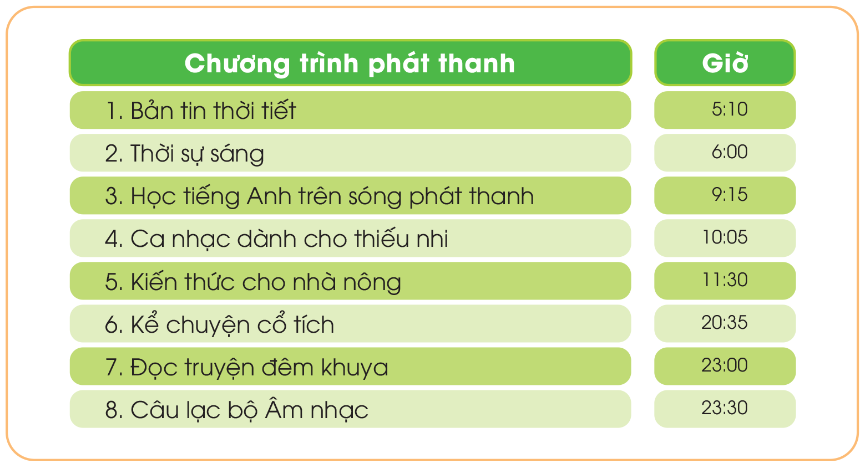 Chương trình phát thanh Giờ
1. Bản tin thời tiết 5:10
2. Thời sự sáng 6:00
3. Học tiếng Anh trên sóng phát thanh 9:15
4. Ca nhạc dành cho thiếu nhi 10:05
5. Kiến thức cho nhà nông 11:30
6. Kể chuyện cổ tích 20:35
7. Đọc truyện đêm khuya 23:00
8. Câu lạc bộ Âm nhạc 23:30